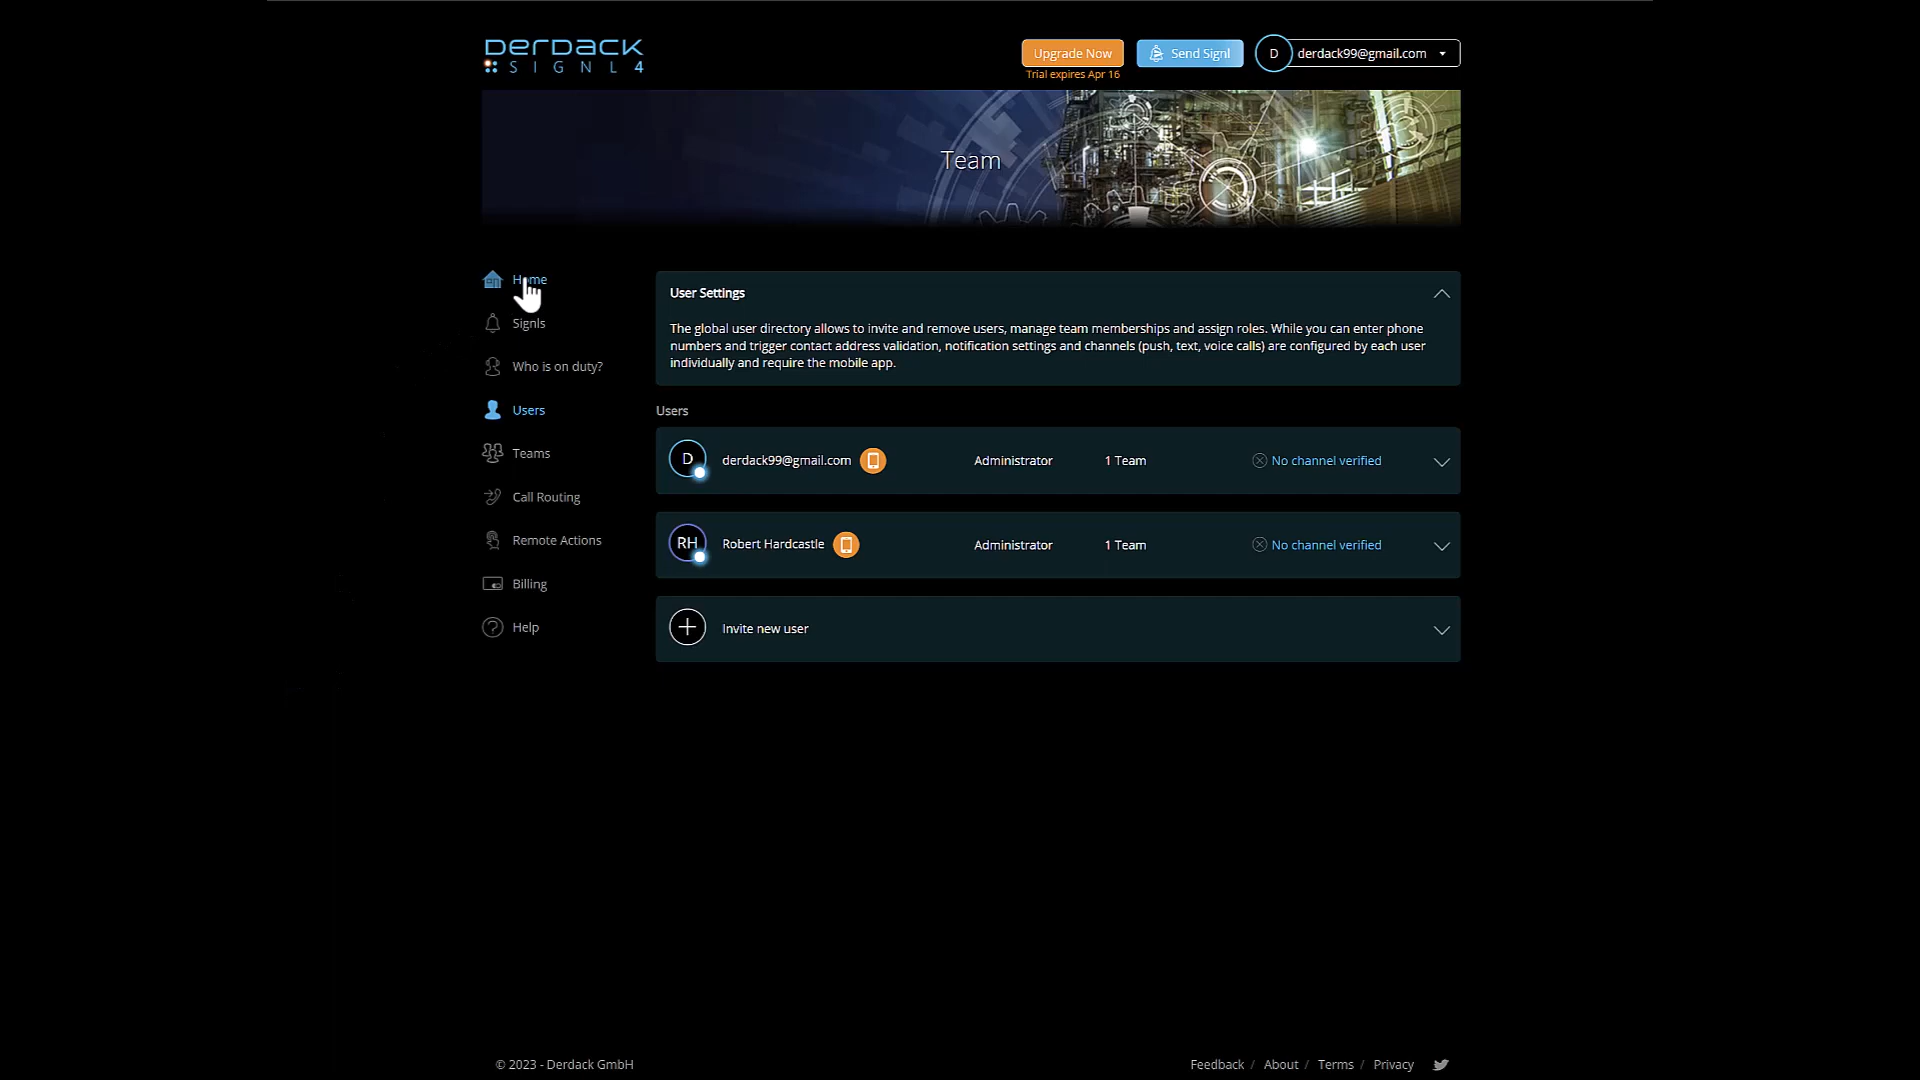 DERDACK
SIGNL4
Upgrade Now
Trial expires Apr 16
Send Signl
D
derdack99@gmail.com
Team
Home
Signls
Who is on duty?
Users
Teams
Call Routing
Remote Actions
Billing
Help
User Settings
The global user directory allows to invite and remove users, manage team memberships and assign roles. While you can enter phone
numbers and trigger contact address validation, notification settings and channels (push, text, voice calls) are configured by each user
individually and require the mobile app.
Users
D derdack99@gmail.com Administrator 1 Team No channel verified
RH Robert Hardcastle Administrator 1 Team No channel verified
Invite new user
© 2023 - Derdack GmbH
Feedback / About / Terms / Privacy